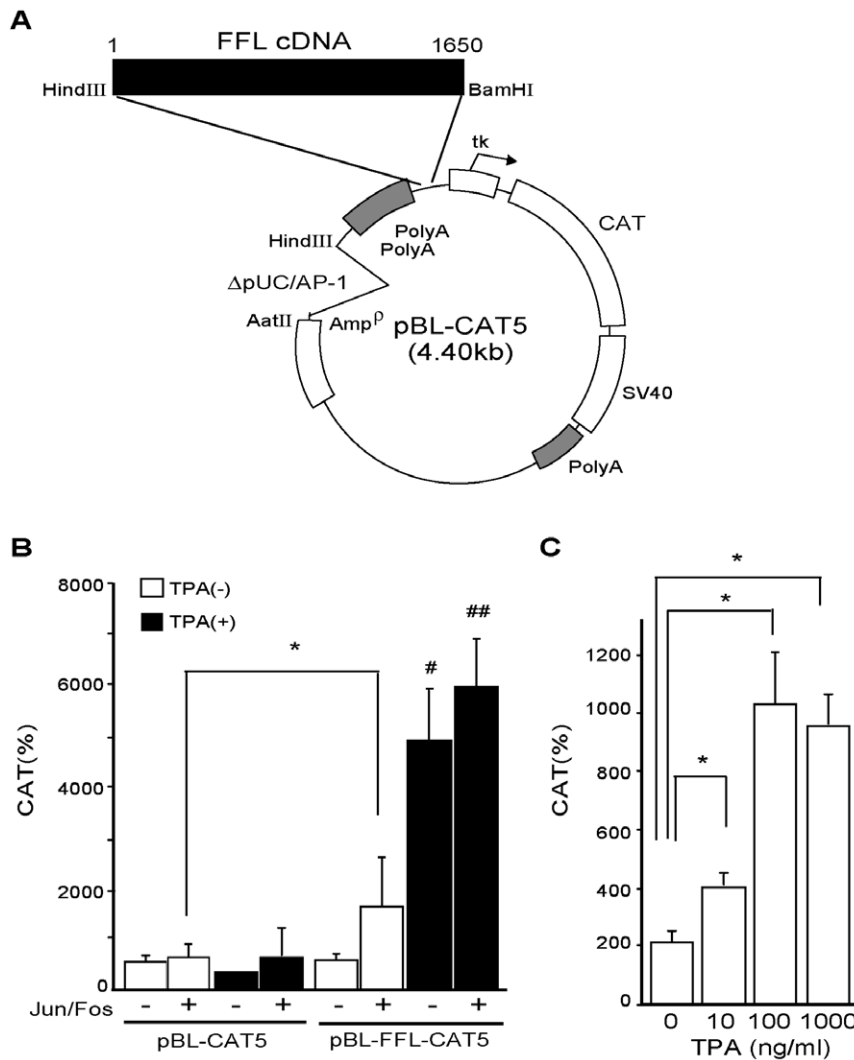 A
1 FFL cDNA 1650
HindIII BamHI
tk
CAT
PolyA
PolyA
HindIII
ΔpUC/AP-1
AatII Ampᵖ pBL-CAT5
(4.40kb)
SV40
PolyA
B
TPA(-)
TPA(+)
CAT(%)
8000
6000
4000
2000
0
*
#
##
Jun/Fos - + - + - + - +
pBL-CAT5 pBL-FFL-CAT5
C
CAT(%)
1200
1000
800
600
400
200
0
*
*
*
0 10 100 1000
TPA (ng/ml)